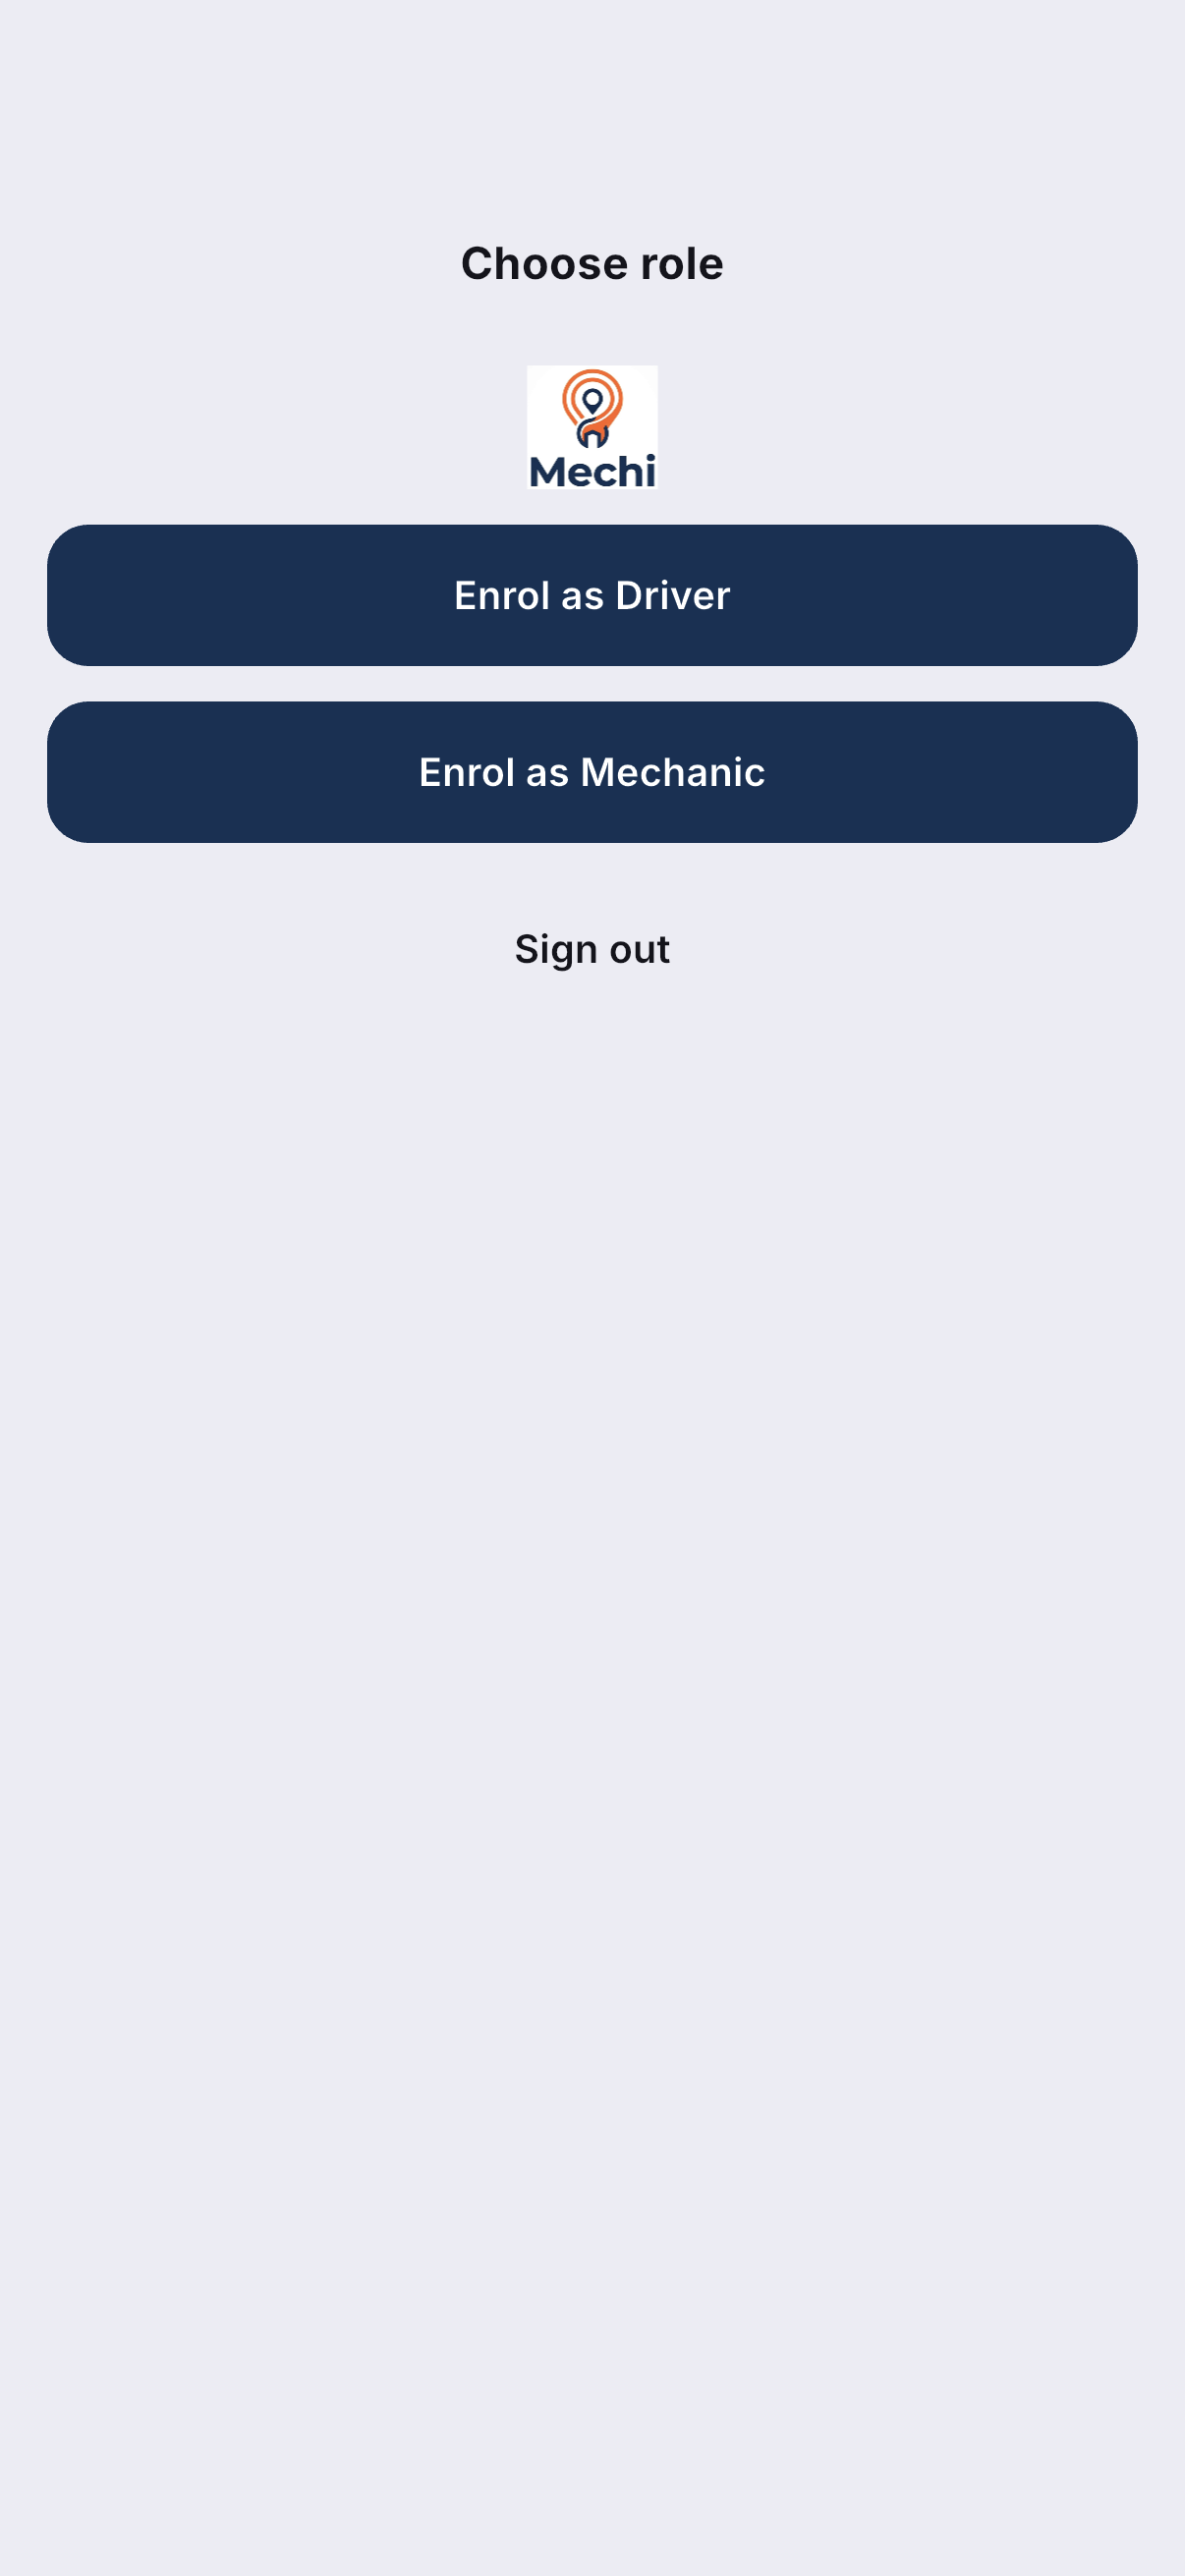 Choose role
Mechi
Enrol as Driver
Enrol as Mechanic
Sign out